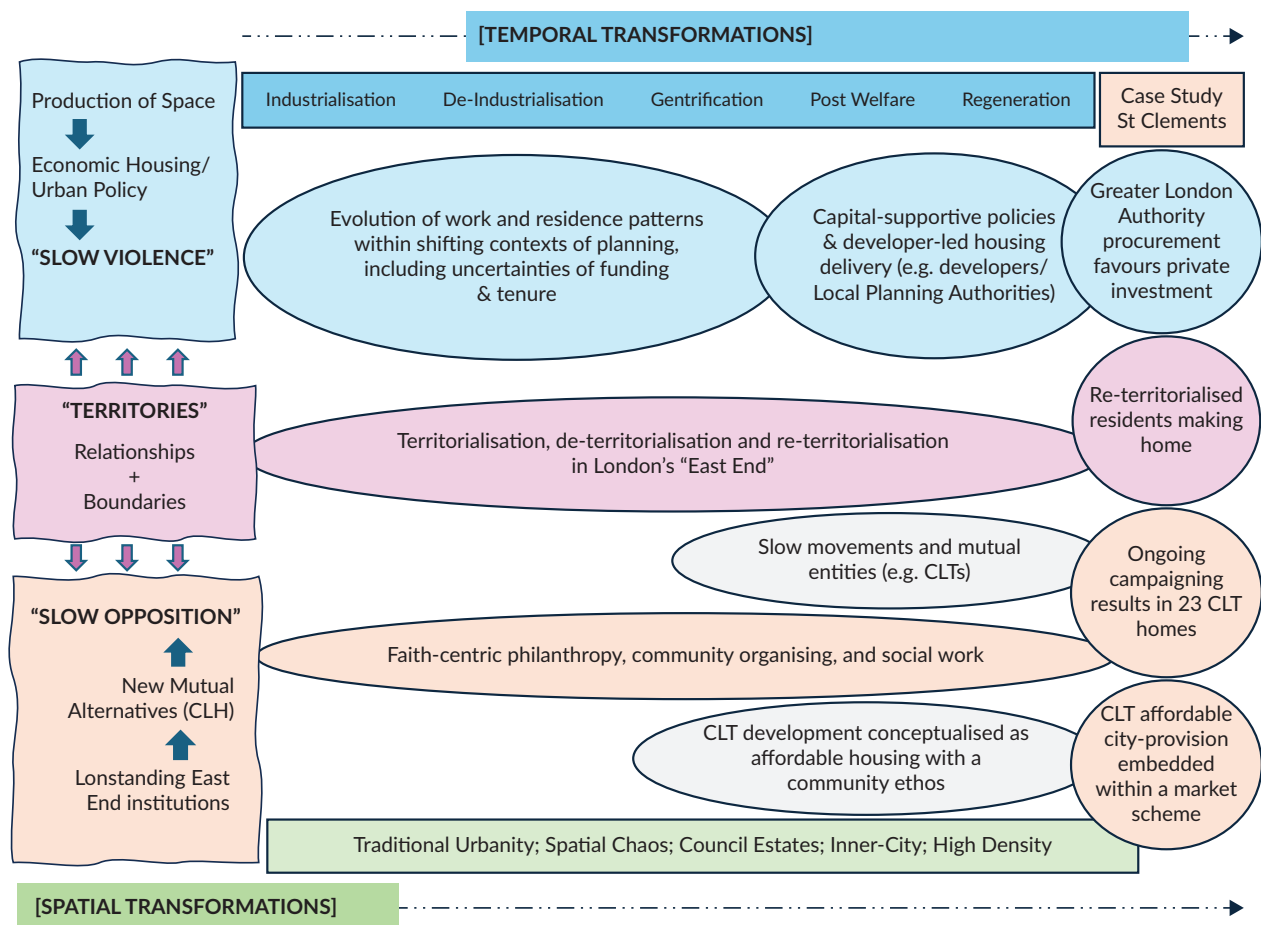 [TEMPORAL TRANSFORMATIONS]
Production of Space
Economic Housing/
Urban Policy
“SLOW VIOLENCE”
Industrialisation
De-Industrialisation
Gentrification
Post Welfare
Regeneration
Case Study
St Clements
Evolution of work and residence patterns
within shifting contexts of planning,
including uncertainties of funding
& tenure
Capital-supportive policies
& developer-led housing
delivery (e.g. developers/
Local Planning Authorities)
Greater London
Authority
procurement
favours private
investment
“TERRITORIES”
Relationships
+
Boundaries
Territorialisation, de-territorialisation and re-territorialisation
in London’s “East End”
Re-territorialised
residents making
home
“SLOW OPPOSITION”
New Mutual
Alternatives (CLH)
Lonstanding East
End institutions
Slow movements and mutual
entities (e.g. CLTs)
Ongoing
campaigning
results in 23 CLT
homes
Faith-centric philanthropy, community organising, and social work
CLT development conceptualised as
affordable housing with a
community ethos
CLT affordable
city-provision
embedded
within a market
scheme
Traditional Urbanity; Spatial Chaos; Council Estates; Inner-City; High Density
[SPATIAL TRANSFORMATIONS]